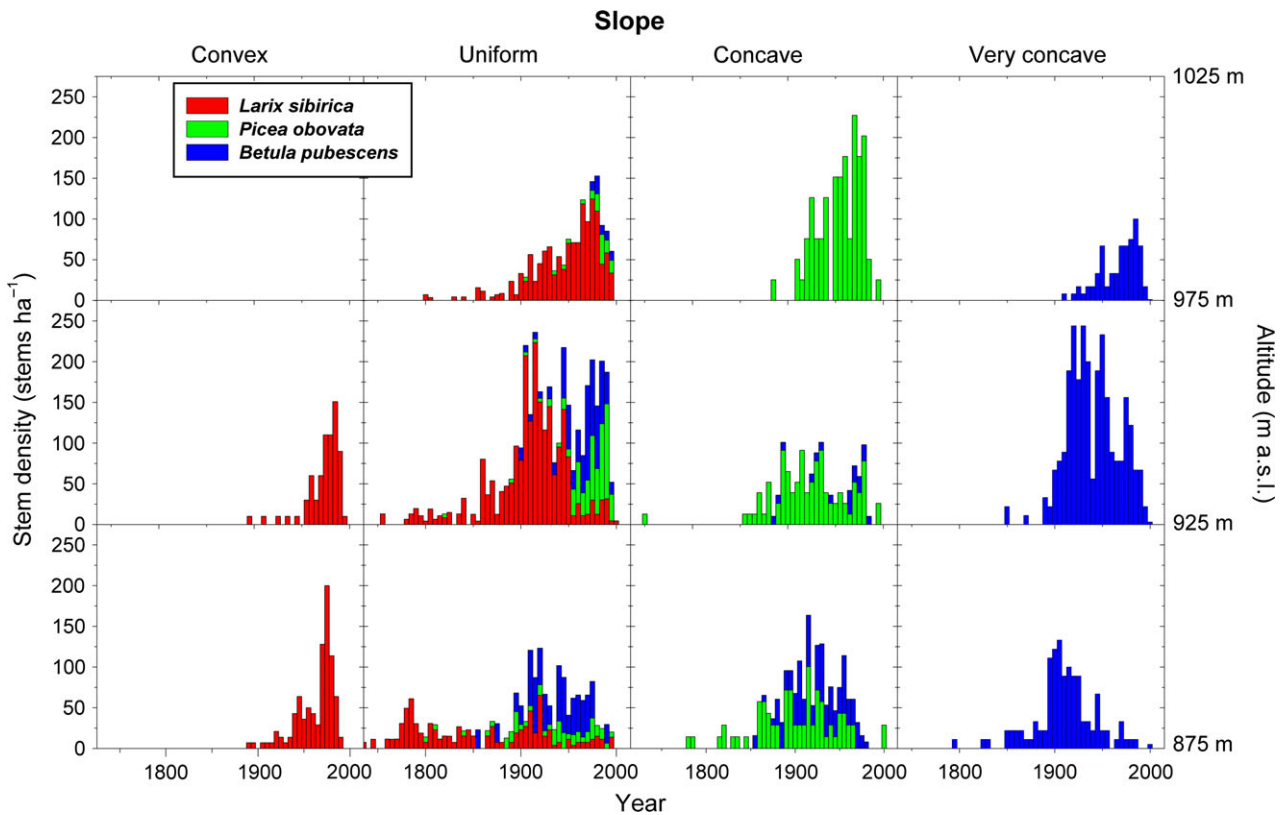 Slope
Convex Uniform Concave Very concave
Larix sibirica
Picea obovata
Betula pubescens
Stem density (stems ha⁻¹)
250
200
150
100
50
0
250
200
150
100
50
0
250
200
150
100
50
0
1025 m
975 m
925 m
875 m
Altitude (m a.s.l.)
1800 1900 2000 1800 1900 2000 1800 1900 2000 1800 1900 2000
Year